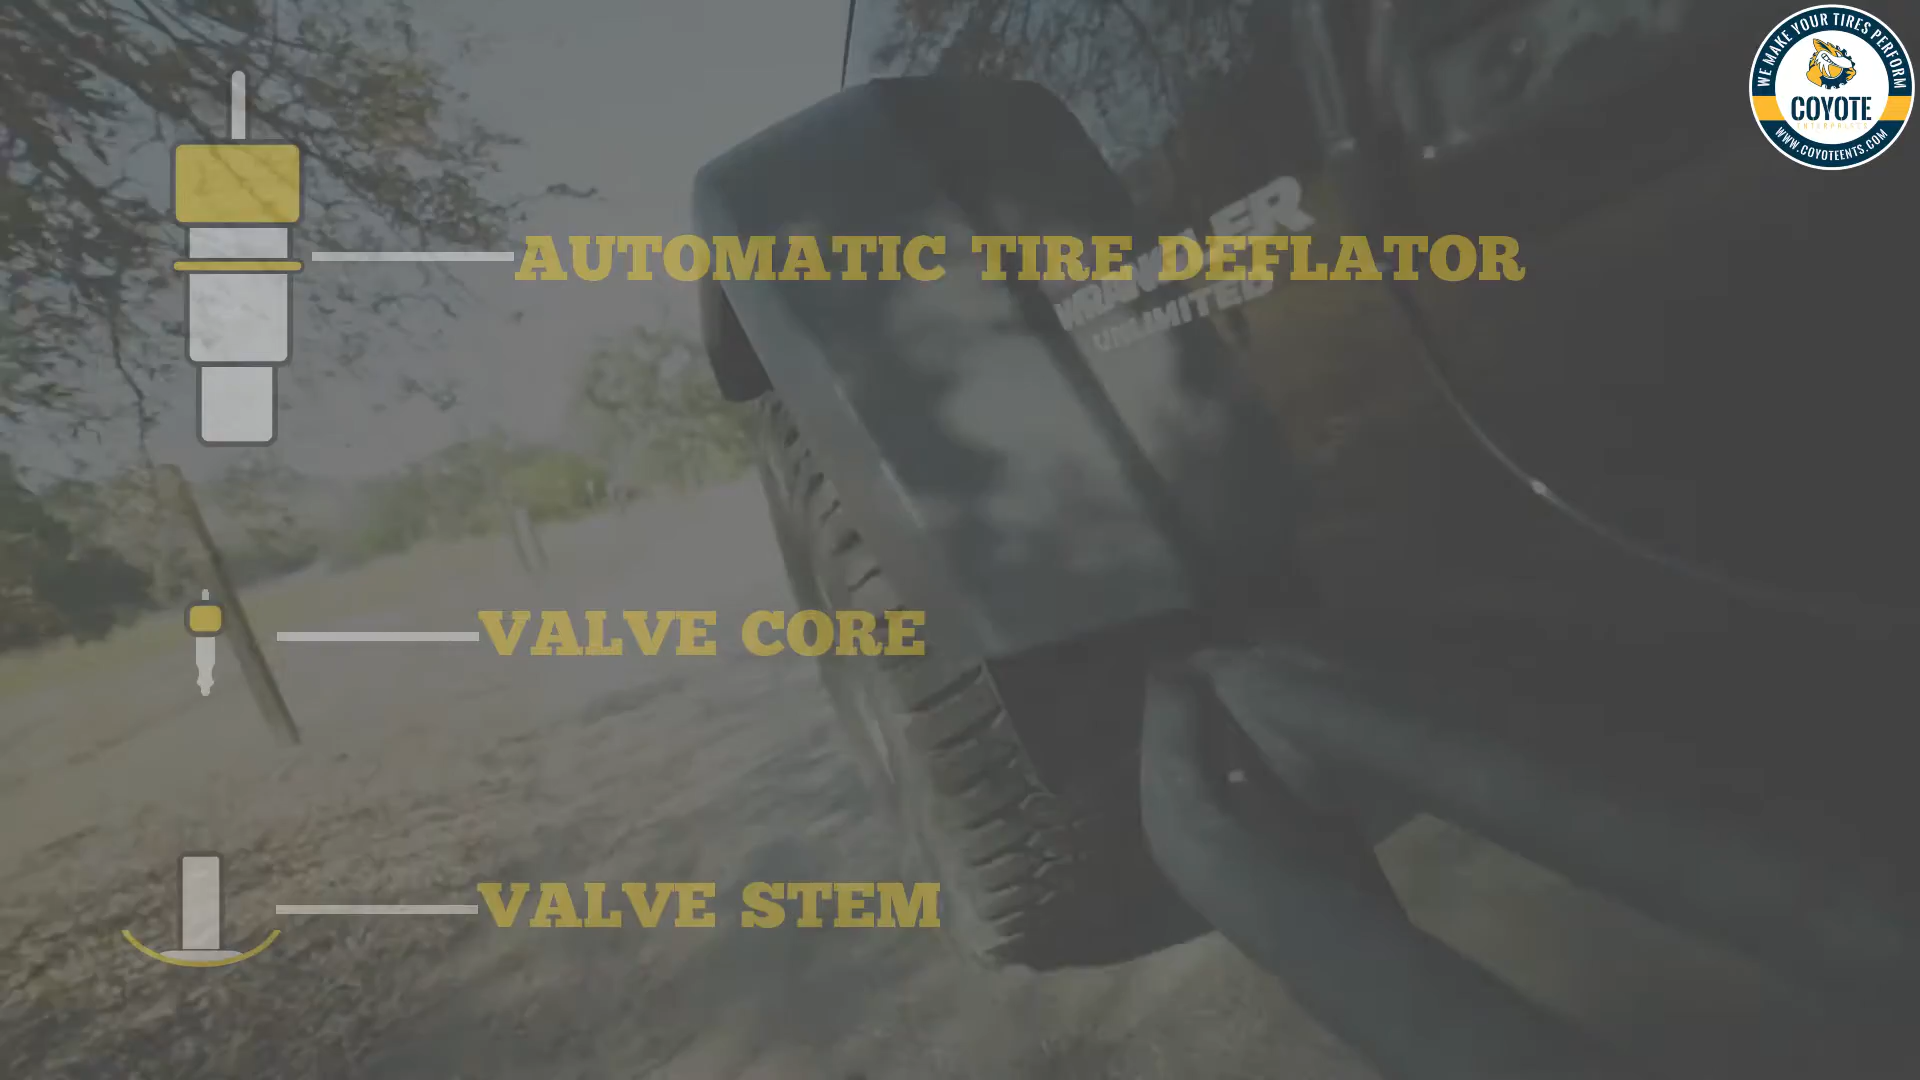 WE MAKE YOUR TIRES PERFORM
COYOTE
WWW.COYOTEENTS.COM
AUTOMATIC TIRE DEFLATOR
WRANGLER
UNLIMITED
VALVE CORE
VALVE STEM